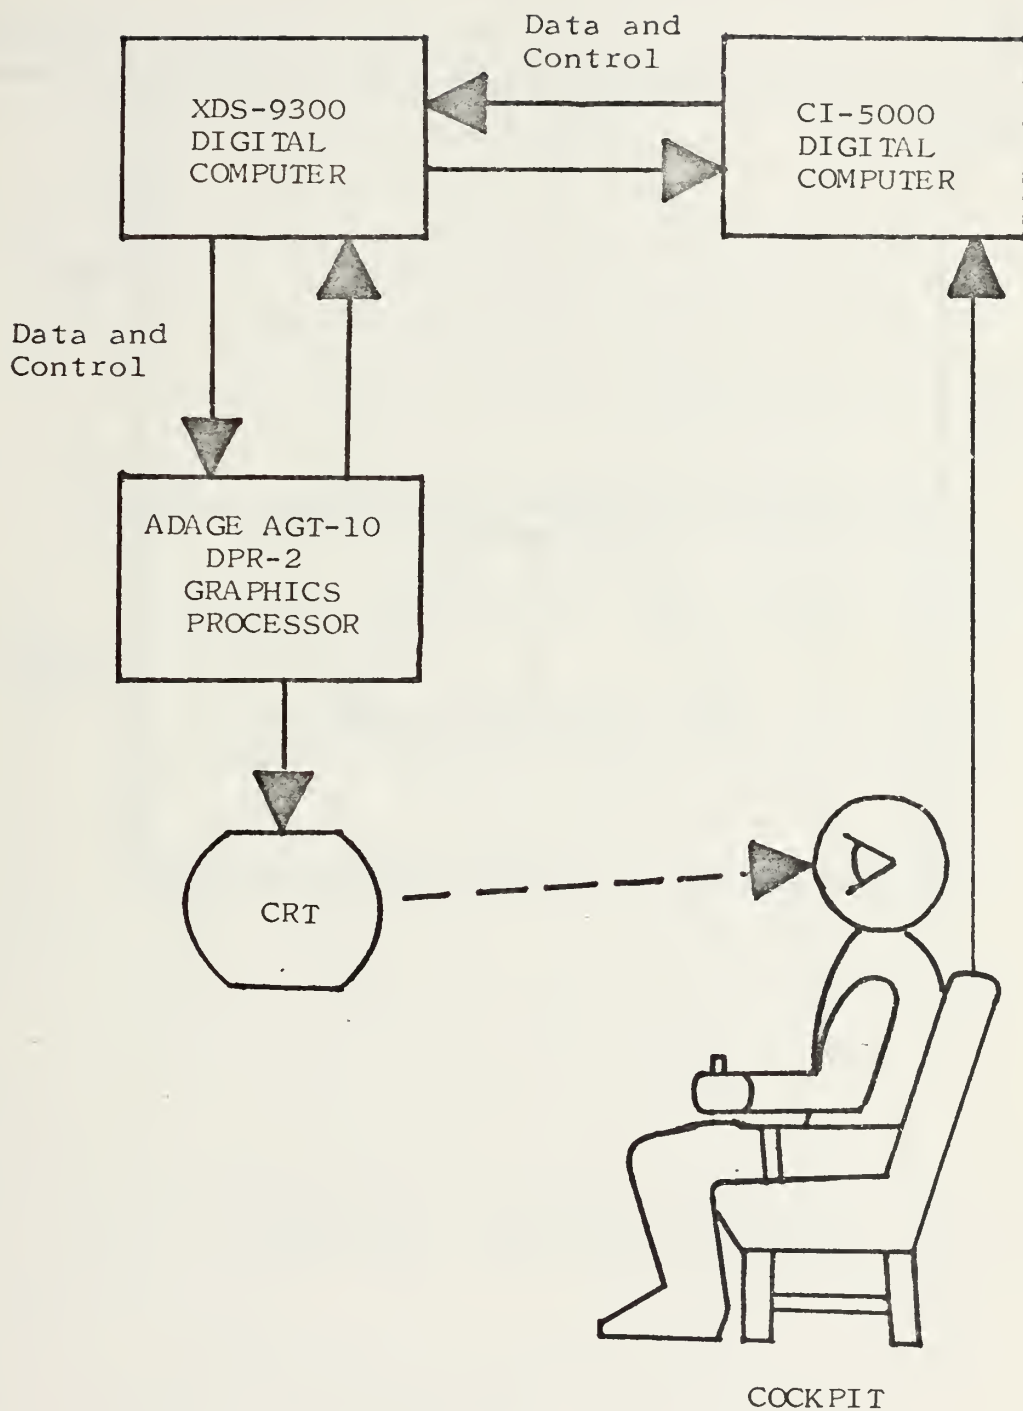 Data and
Control
XDS-9300
DIGITAL
COMPUTER
CI-5000
DIGITAL
COMPUTER
Data and
Control
ADAGE AGT-10
DPR-2
GRAPHICS
PROCESSOR
CRT
COCKPIT